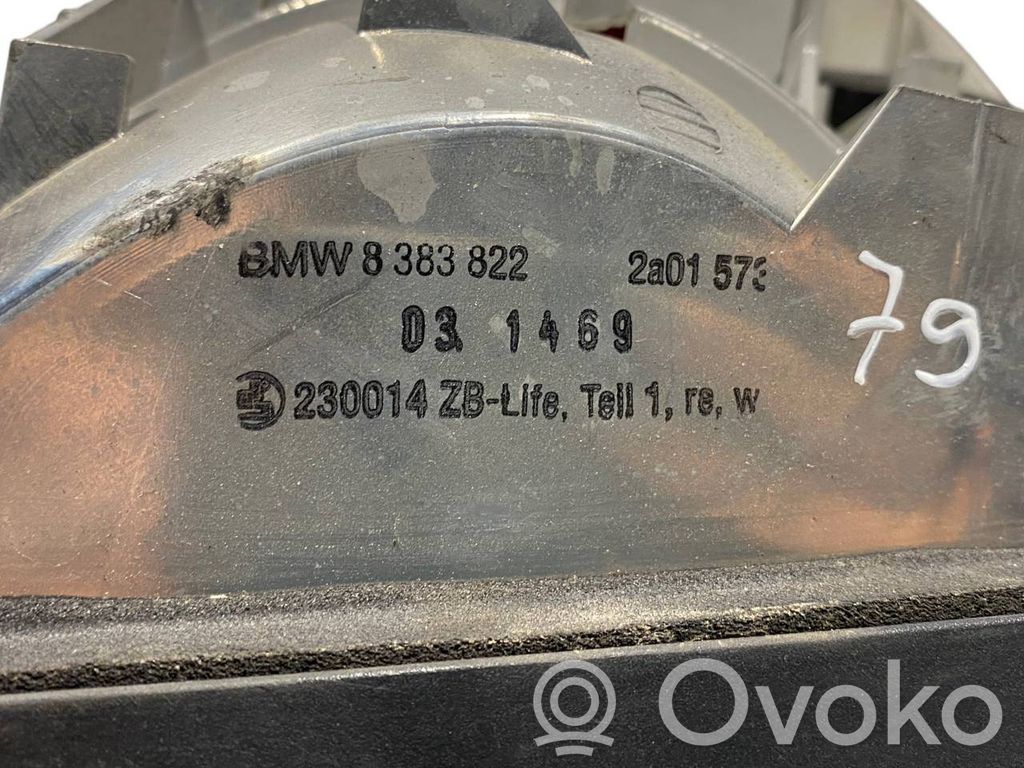 BMW 8 383 822 2a01 573
03. 1469
230014 ZB-Life, Teil 1, re, w
79
Ovoko